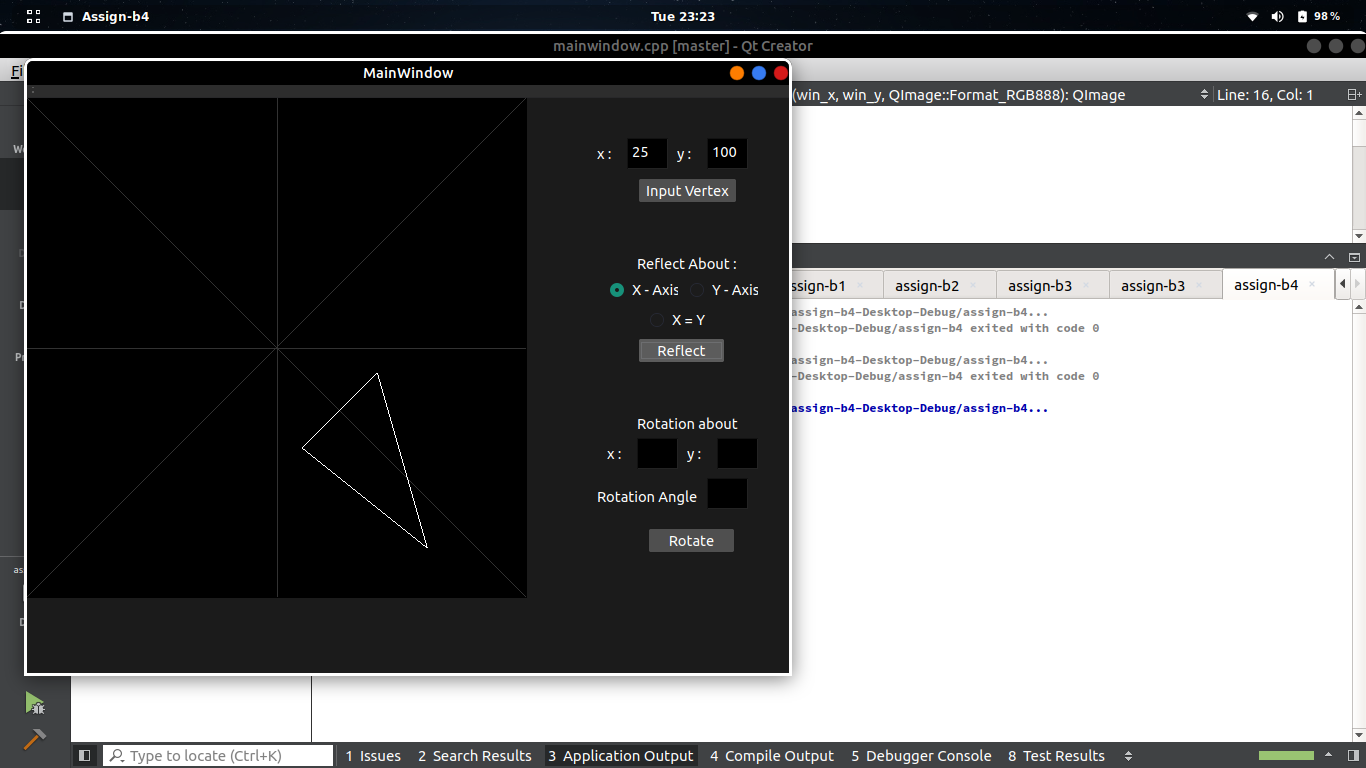 Assign-b4
Tue 23:23
98 %
mainwindow.cpp [master] - Qt Creator
MainWindow
(win_x, win_y, QImage::Format_RGB888): QImage
Line: 16, Col: 1
x : 25 y : 100
Input Vertex
Reflect About :
X - Axis Y - Axis
X = Y
Reflect
Rotation about
x : y :
Rotation Angle
Rotate
ssign-b1 assign-b2 assign-b3 assign-b3 assign-b4
assign-b4-Desktop-Debug/assign-b4...
-Desktop-Debug/assign-b4 exited with code 0
assign-b4-Desktop-Debug/assign-b4...
-Desktop-Debug/assign-b4 exited with code 0
assign-b4-Desktop-Debug/assign-b4...
Type to locate (Ctrl+K)
1 Issues 2 Search Results 3 Application Output 4 Compile Output 5 Debugger Console 8 Test Results